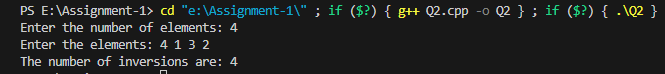 PS E:\Assignment-1> cd "e:\Assignment-1\" ; if ($?) { g++ Q2.cpp -o Q2 } ; if ($?) { .\Q2 }
Enter the number of elements: 4
Enter the elements: 4 1 3 2
The number of inversions are: 4